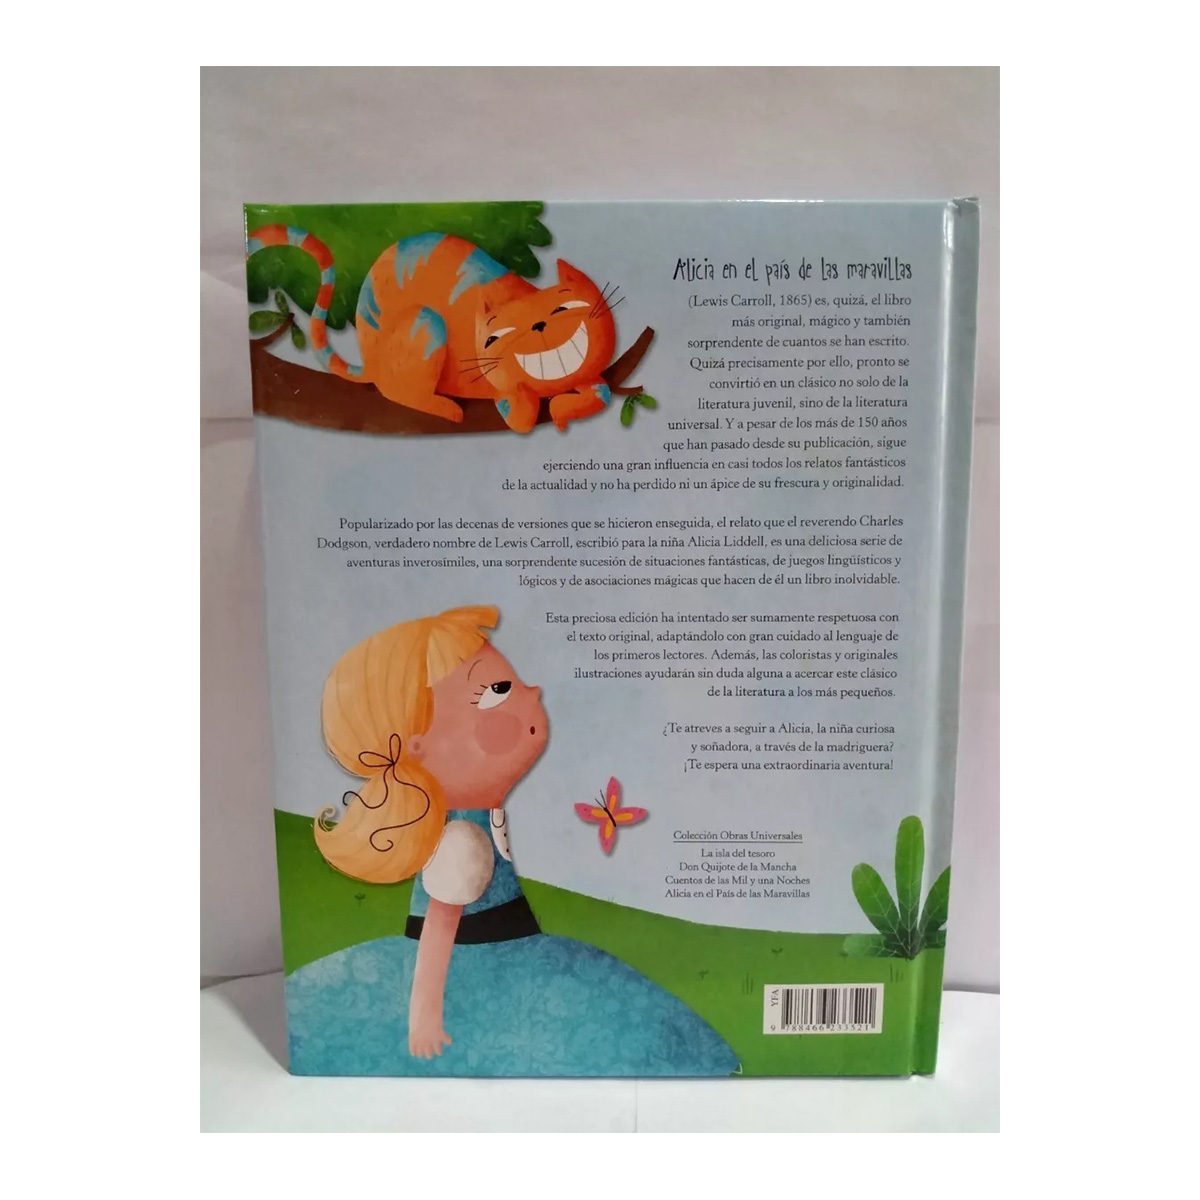 Alicia en el país de las maravillas
(Lewis Carroll, 1865) es, quizá, el libro
más original, mágico y también
sorprendente de cuantos se han escrito.
Quizá precisamente por ello, pronto se
convirtió en un clásico no solo de la
literatura juvenil, sino de la literatura
universal. Y a pesar de los más de 150 años
que han pasado desde su publicación, sigue
ejerciendo una gran influencia en casi todos los relatos fantásticos
de la actualidad y no ha perdido ni un ápice de su frescura y originalidad.
Popularizado por las decenas de versiones que se hicieron enseguida, el relato que el reverendo Charles
Dodgson, verdadero nombre de Lewis Carroll, escribió para la niña Alicia Liddell, es una deliciosa serie de
aventuras inverosímiles, una sorprendente sucesión de situaciones fantásticas, de juegos lingüísticos y
lógicos y de asociaciones mágicas que hacen de él un libro inolvidable.
Esta preciosa edición ha intentado ser sumamente respetuosa con
el texto original, adaptándolo con gran cuidado al lenguaje de
los primeros lectores. Además, las coloristas y originales
ilustraciones ayudarán sin duda alguna a acercar este clásico
de la literatura a los más pequeños.
¿Te atreves a seguir a Alicia, la niña curiosa
y soñadora, a través de la madriguera?
¡Te espera una extraordinaria aventura!
Colección Obras Universales
La isla del tesoro
Don Quijote de la Mancha
Cuentos de las Mil y una Noches
Alicia en el País de las Maravillas
YFA
9 788466 233521